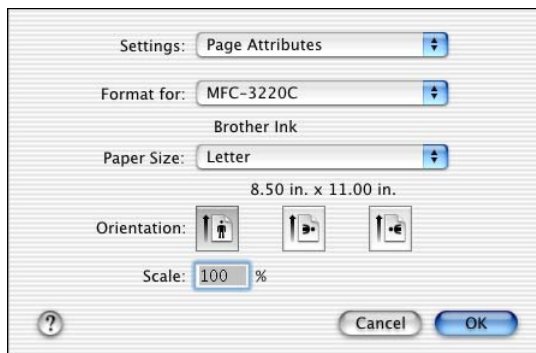 Settings: Page Attributes
Format for: MFC-3220C
Brother Ink
Paper Size: Letter
8.50 in. x 11.00 in.
Orientation:
Scale: 100 %
? Cancel OK